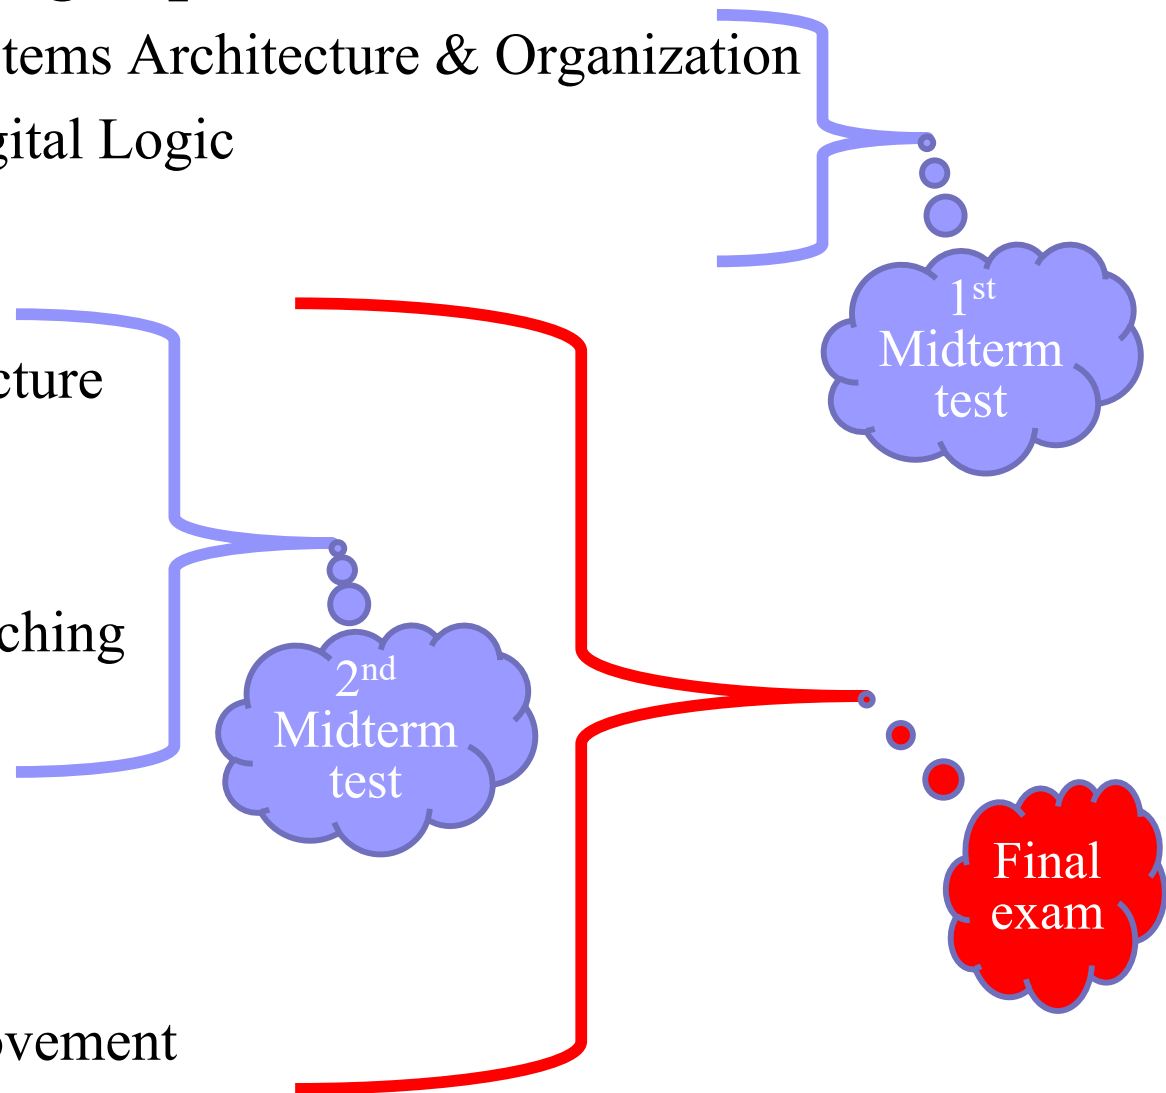 tems Architecture & Organization
gital Logic
1st
Midterm
test
cture
ching
2nd
Midterm
test
Final
exam
ovement